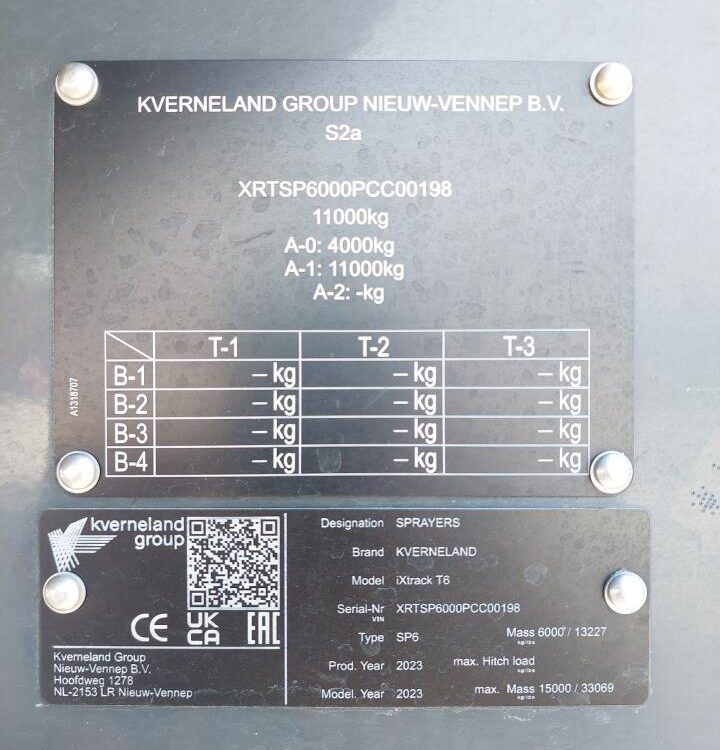 KVERNELAND GROUP NIEUW-VENNEP B.V.
S2a
XRTSP6000PCC00198
11000kg
A-0: 4000kg
A-1: 11000kg
A-2: -kg
T-1 T-2 T-3
B-1 – kg – kg – kg
B-2 – kg – kg – kg
B-3 – kg – kg – kg
B-4 – kg – kg – kg
A1318707
kverneland
group
CE UK CA EAC
Kverneland Group
Nieuw-Vennep B.V.
Hoofdweg 1278
NL-2153 LR Nieuw-Vennep
Designation SPRAYERS
Brand KVERNELAND
Model iXtrack T6
Serial-Nr XRTSP6000PCC00198
VIN
Type SP6 Mass 6000 / 13227
kg/lbs
Prod. Year 2023 max. Hitch load
kg/lbs
Model. Year 2023 max. Mass 15000 / 33069
kg/lbs